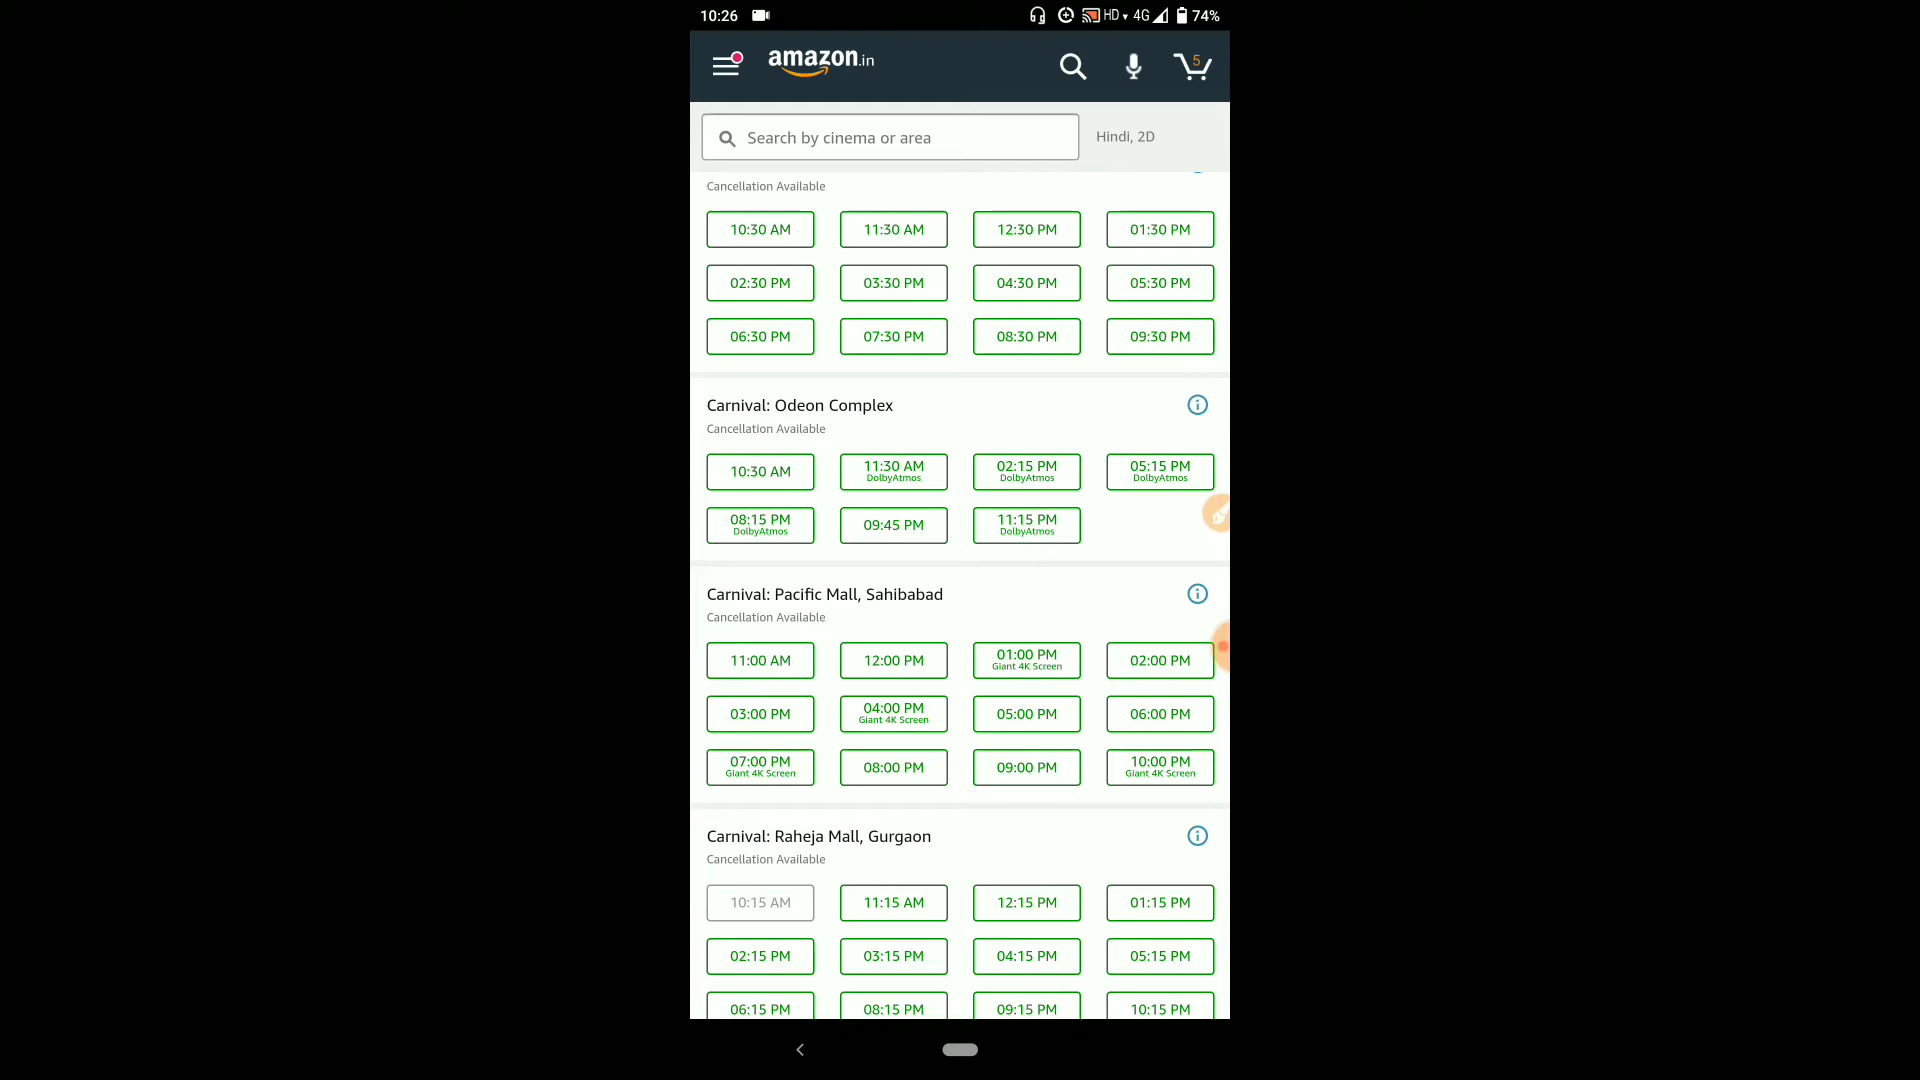 10:26 HD 4G 74%
amazon.in 5
Search by cinema or area Hindi, 2D
Cancellation Available
10:30 AM 11:30 AM 12:30 PM 01:30 PM
02:30 PM 03:30 PM 04:30 PM 05:30 PM
06:30 PM 07:30 PM 08:30 PM 09:30 PM
Carnival: Odeon Complex
Cancellation Available
10:30 AM 11:30 AM 02:15 PM 05:15 PM
DolbyAtmos DolbyAtmos DolbyAtmos
08:15 PM 09:45 PM 11:15 PM
DolbyAtmos DolbyAtmos
Carnival: Pacific Mall, Sahibabad
Cancellation Available
11:00 AM 12:00 PM 01:00 PM 02:00 PM
Giant 4K Screen
03:00 PM 04:00 PM 05:00 PM 06:00 PM
Giant 4K Screen
07:00 PM 08:00 PM 09:00 PM 10:00 PM
Giant 4K Screen Giant 4K Screen
Carnival: Raheja Mall, Gurgaon
Cancellation Available
10:15 AM 11:15 AM 12:15 PM 01:15 PM
02:15 PM 03:15 PM 04:15 PM 05:15 PM
06:15 PM 08:15 PM 09:15 PM 10:15 PM